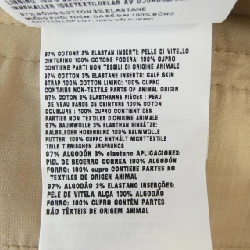 97% COTONE 3% ELASTAN INSERTI: PELLE DI VITELLO
CINTURINO 100% COTONE FODERA: 100% CUPRO
CONTIENE PARTI NON TESSILI DI ORIGINE ANIMALE
97% COTTON 3% ELASTANE INSERTS: CALF SKIN
STRAP 100% COTTON LINING: 100% CUPRO
CONTAINS NON-TEXTILE PARTS OF ANIMAL ORIGIN
97% COTON 3% ELASTHANNE PIÈCES: PEAU
DE VEAU BANDE DE CEINTURE 100% COTON
DOUBLURE: 100% CUPRO CONTIENT DES
PARTIES NON TEXTILES D'ORIGINE ANIMALE
97% BAUMWOLLE 3% ELASTHAN EINSÄTZE:
KALBSLEDER 100% BAUMWOLLE
FUTTER: 100% CUPRO ENTHÄLT
NICHTTEXTILE TEILE TIERISCHEN URSPRUNGS
97% ALGODÓN 3% elastano APLICACIONES:
PIEL DE BECERRO CORREA 100% ALGODÓN
FORRO: 100% cupro CONTIENE PARTES NO
TEXTILES DE ORIGEN ANIMAL
97% ALGODÃO 3% ELASTANO INSERÇÕES:
PELE DE VITELA ALÇA 100% ALGODÃO
FORRO: 100% CUPRO CONTÉM PARTES
NÃO TÊXTEIS DE ORIGEM ANIMAL